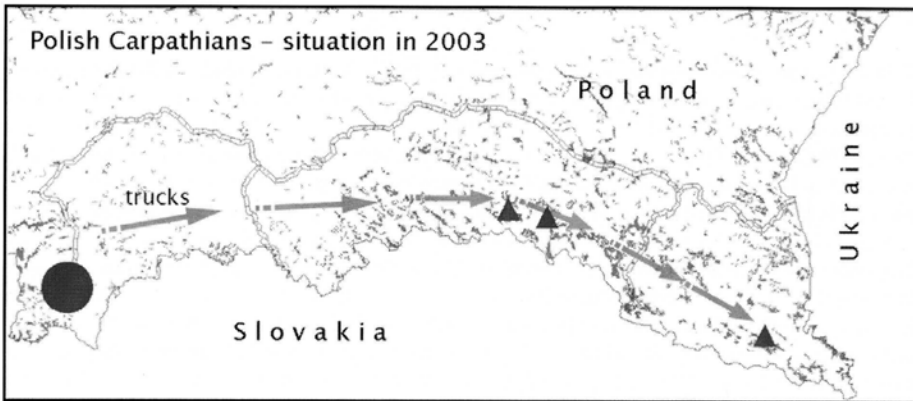 Polish Carpathians – situation in 2003
Poland
Ukraine
trucks
Slovakia